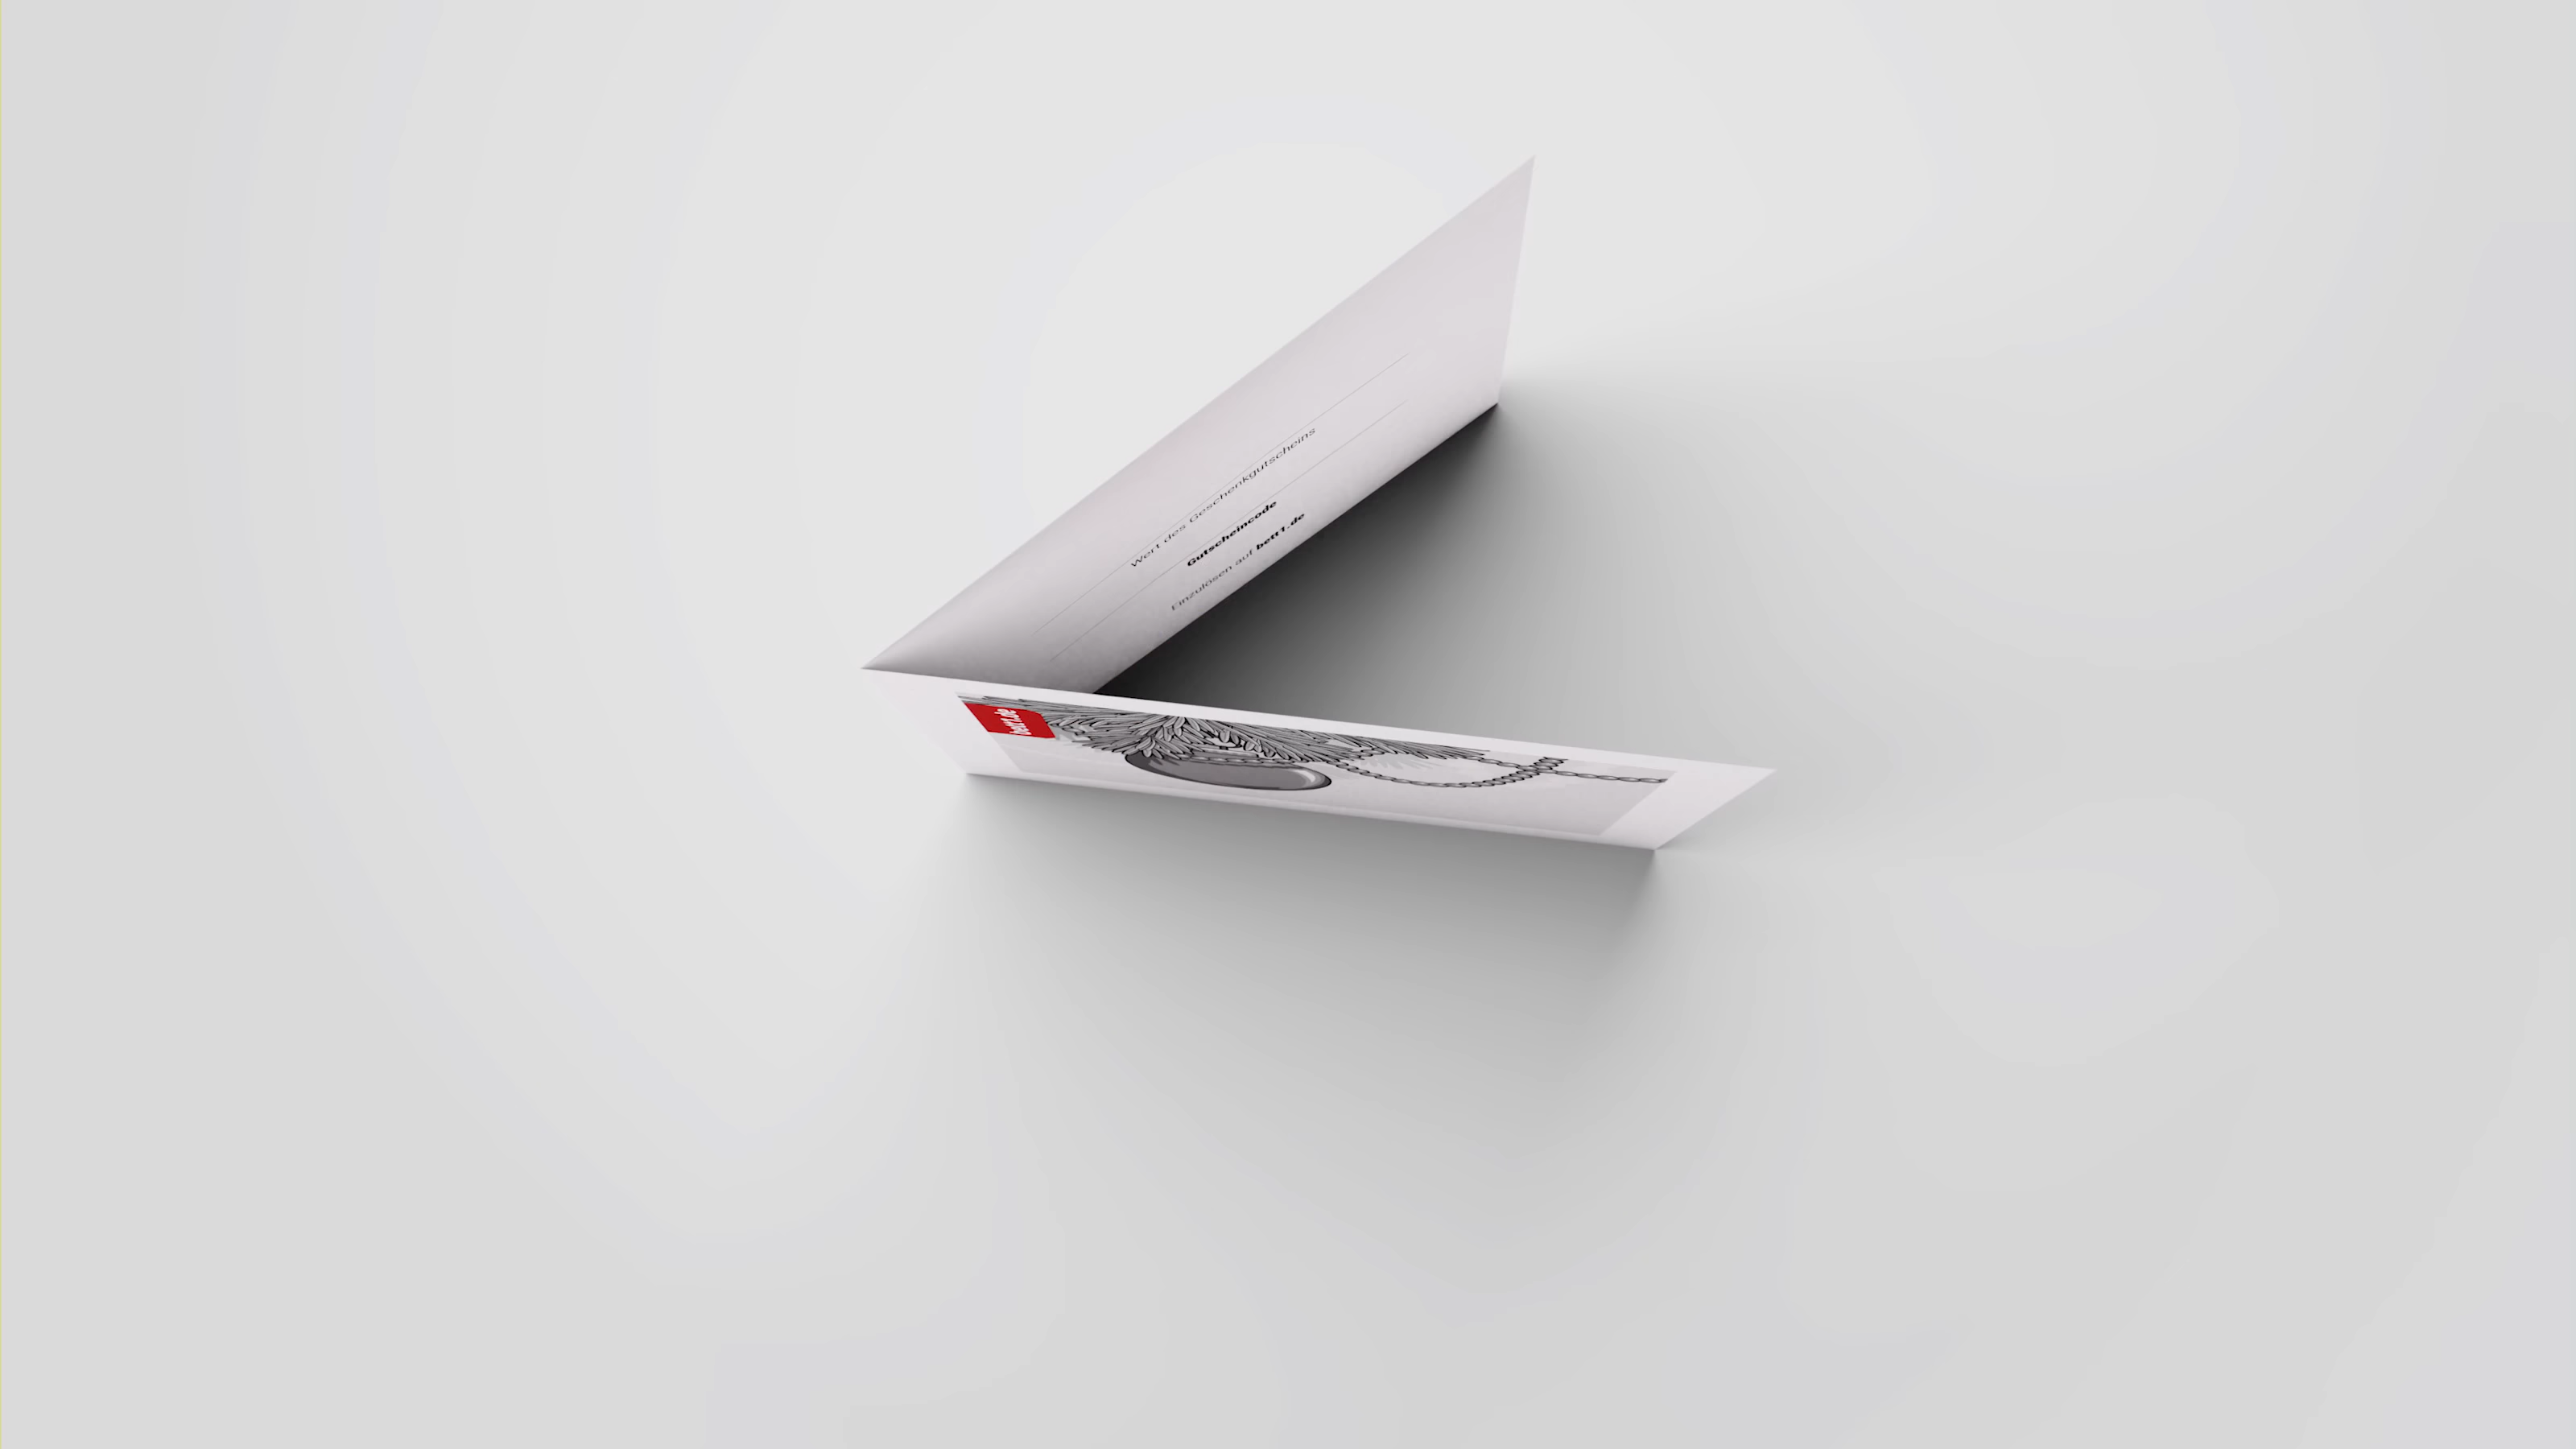 Wert des Geschenkgutscheins
Gutscheincode
Einzulösen auf bett1.de
bett1.de